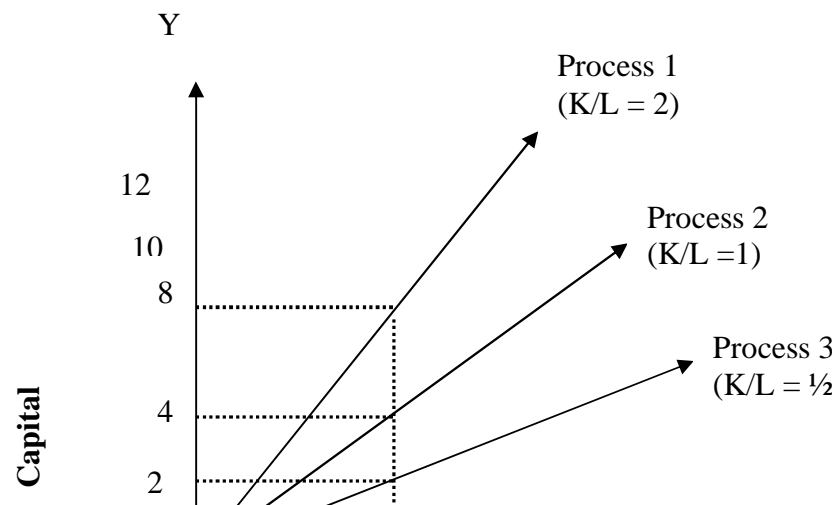 Y
Process 1
(K/L = 2)
12
Process 2
(K/L =1)
10
8
Process 3
(K/L = ½
Capital
4
2